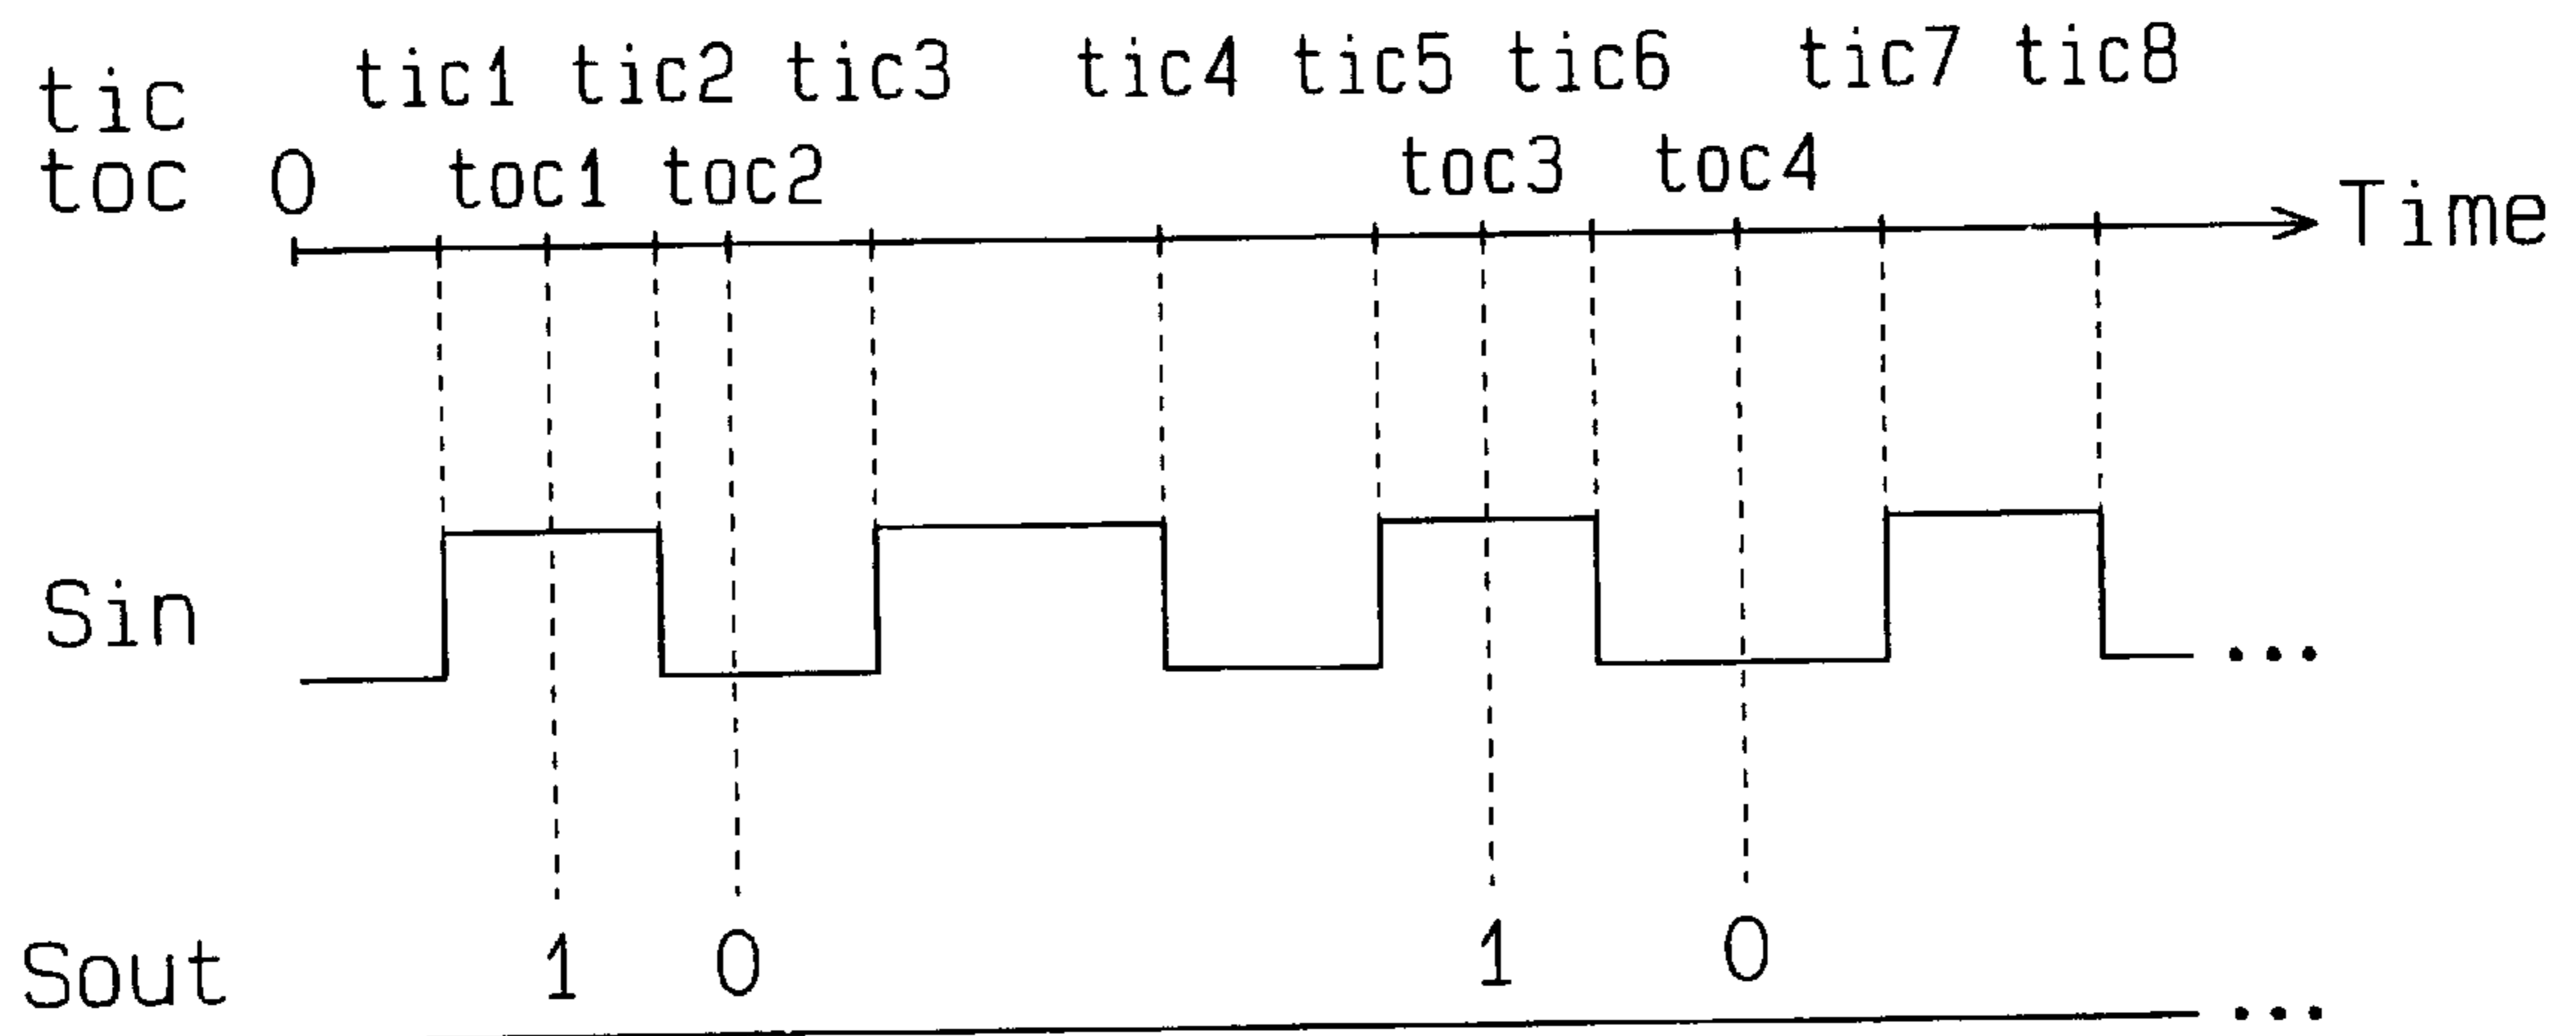 tic tic1 tic2 tic3 tic4 tic5 tic6 tic7 tic8
toc 0 toc1 toc2 toc3 toc4 Time
Sin ...
Sout 1 0 1 0
...